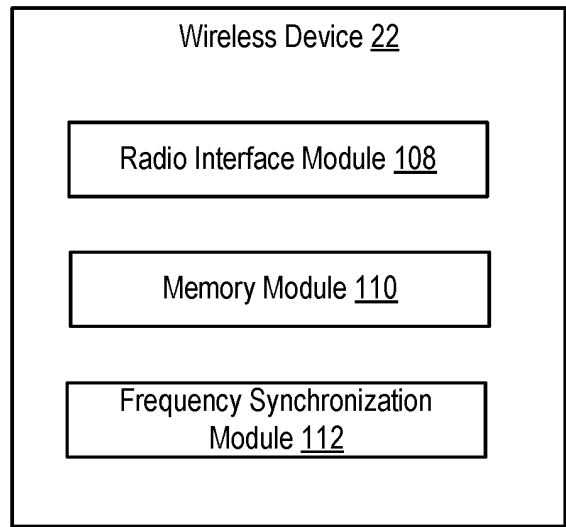 Wireless Device 22
Radio Interface Module 108
Memory Module 110
Frequency Synchronization
Module 112